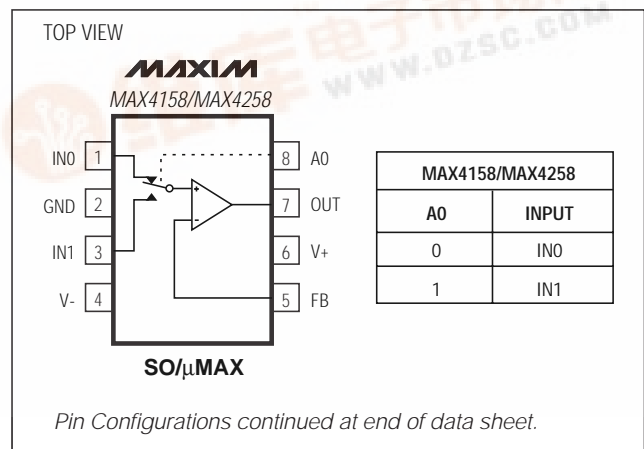 TOP VIEW
MAXIM
MAX4158/MAX4258
IN0 1
GND 2
IN1 3
V- 4
8 A0
7 OUT
6 V+
5 FB
+
-
SO/μMAX
MAX4158/MAX4258
A0 INPUT
0 IN0
1 IN1
Pin Configurations continued at end of data sheet.
WWW.DZSC.COM